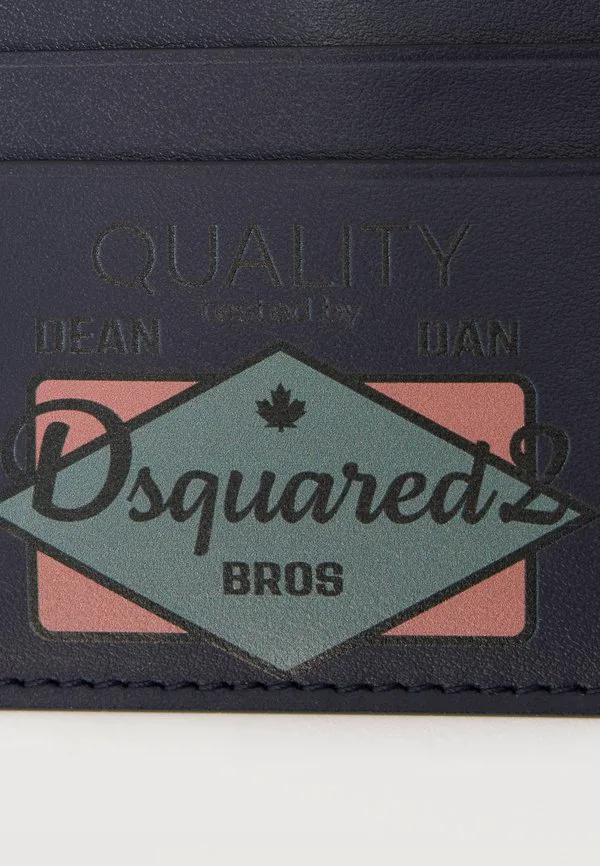 QUALITY
tested by
DEAN DAN
Dsquared2
BROS